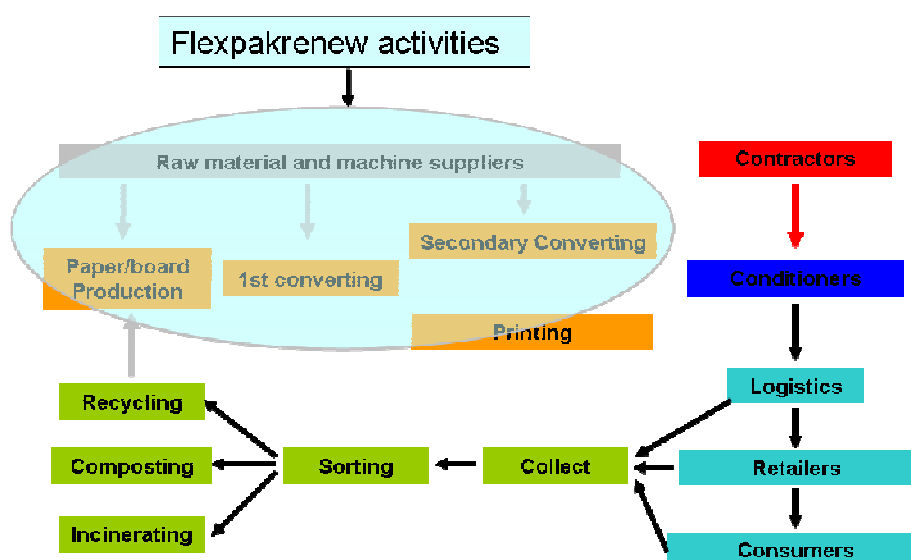 Flexpakrenew activities
Raw material and machine suppliers
Contractors
Secondary Converting
Paper/board
Production
1st converting
Conditioners
Printing
Logistics
Recycling
Composting
Sorting
Collect
Retailers
Incinerating
Consumers